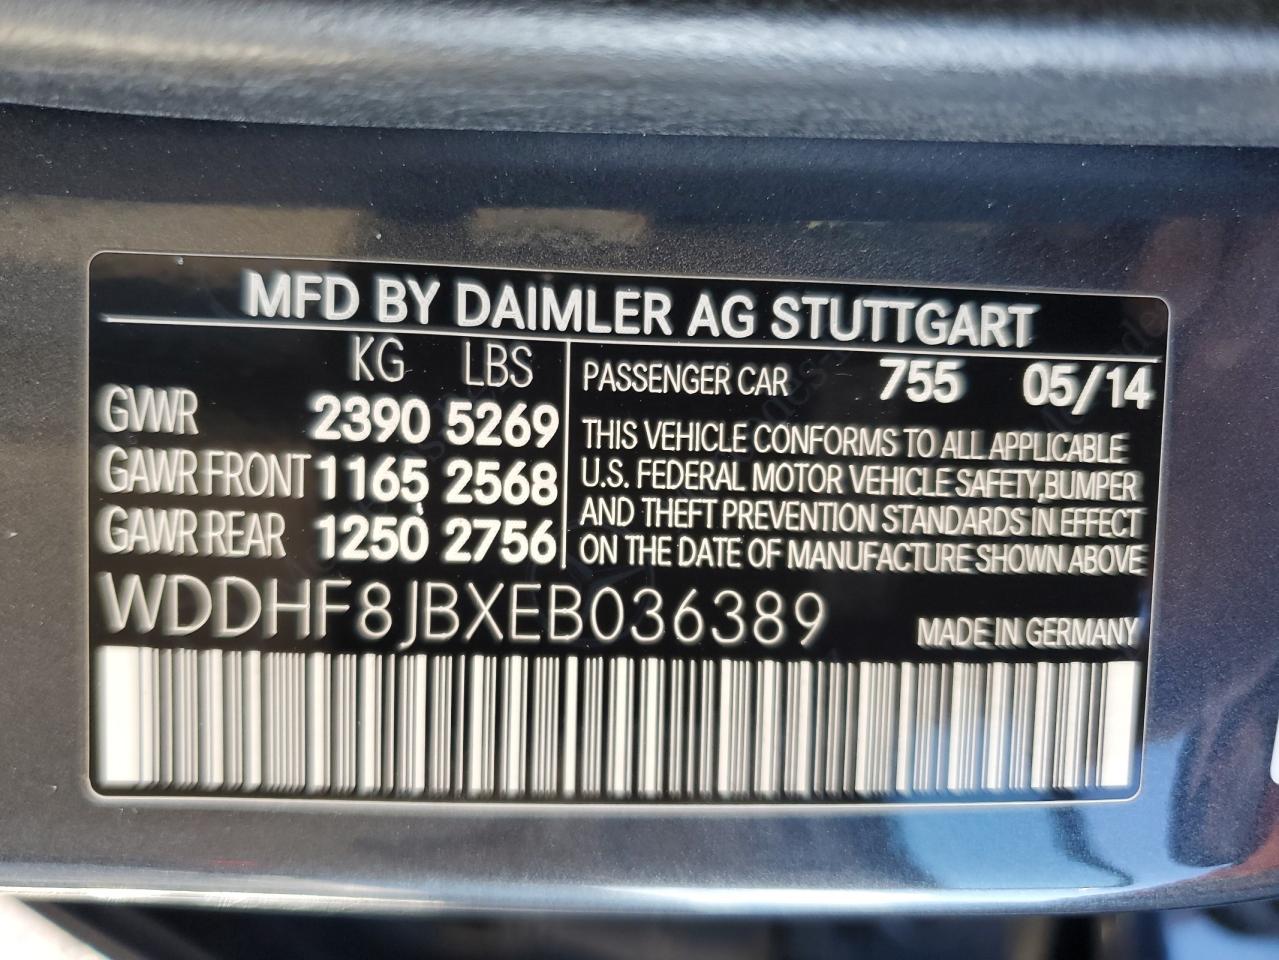 MFD BY DAIMLER AG STUTTGART
KG LBS
GVWR 2390 5269
GAWR FRONT 1165 2568
GAWR REAR 1250 2756
PASSENGER CAR 755 05/14
THIS VEHICLE CONFORMS TO ALL APPLICABLE
U.S. FEDERAL MOTOR VEHICLE SAFETY,BUMPER
AND THEFT PREVENTION STANDARDS IN EFFECT
ON THE DATE OF MANUFACTURE SHOWN ABOVE
WDDHF8JBXEB036389
MADE IN GERMANY